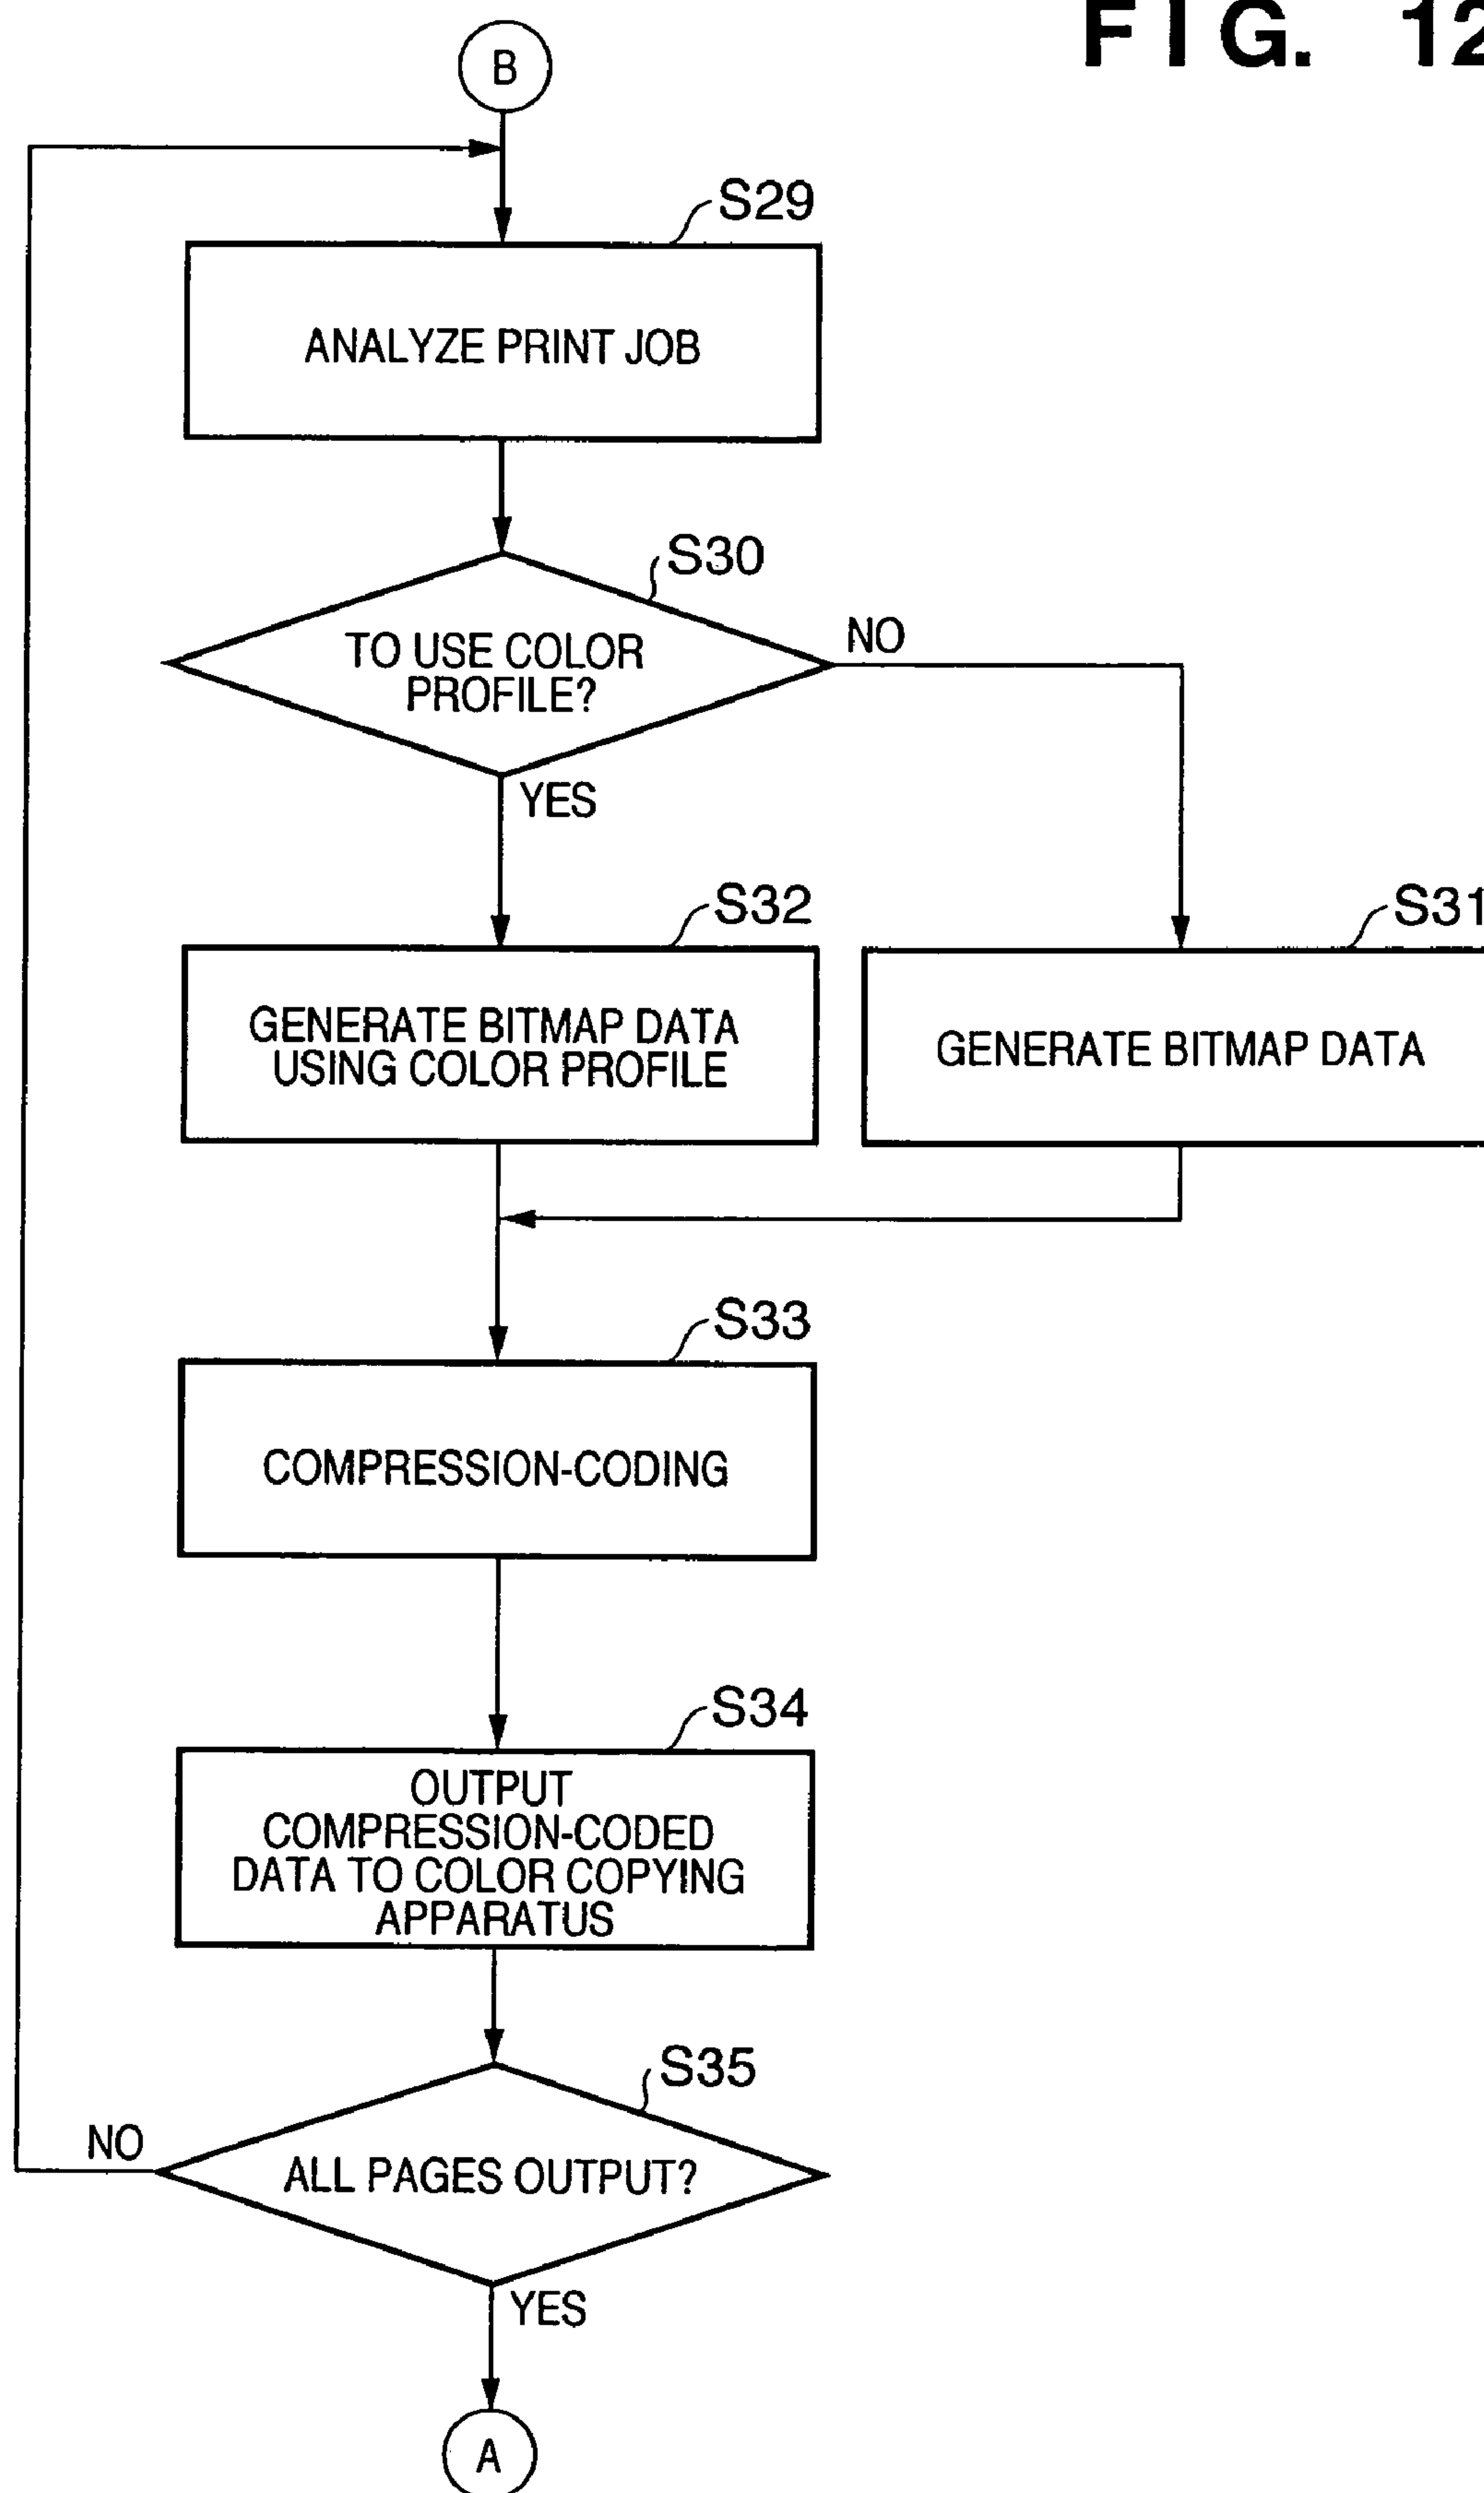 FIG. 12
B
S29
ANALYZE PRINT JOB
S30
TO USE COLOR
PROFILE?
NO
YES
S32
GENERATE BITMAP DATA
USING COLOR PROFILE
S31
GENERATE BITMAP DATA
S33
COMPRESSION-CODING
S34
OUTPUT
COMPRESSION-CODED
DATA TO COLOR COPYING
APPARATUS
S35
NO
ALL PAGES OUTPUT?
YES
A